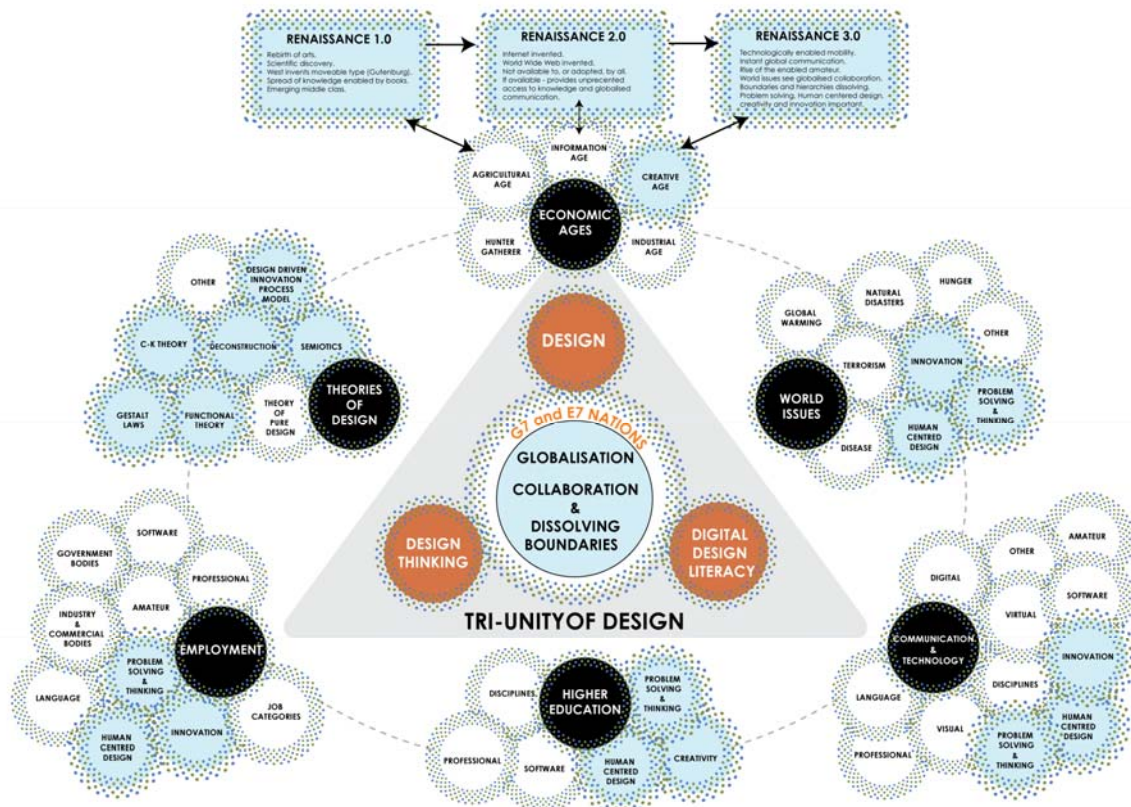 RENAISSANCE 1.0
Rebirth of arts.
Scientific discovery.
West invents moveable type (Gutenburg).
Spread of knowledge enabled by books.
Emerging middle class.
RENAISSANCE 2.0
Internet invented.
World Wide Web invented.
Not available to, or adopted, by all.
If available - provides unprecented
access to knowledge and globalised
communication.
RENAISSANCE 3.0
Technologically enabled mobility.
Instant global communication.
Rise of the enabled amateur.
World issues see globalised collaboration.
Boundaries and hierarchies dissolving.
Problem solving, Human centered design,
creativity and innovation important.
AGRICULTURAL
AGE
INFORMATION
AGE
CREATIVE
AGE
HUNTER
GATHERER
ECONOMIC
AGES
INDUSTRIAL
AGE
OTHER
DESIGN DRIVEN
INNOVATION
PROCESS
MODEL
C-K THEORY
DECONSTRUCTION
SEMIOTICS
GESTALT
LAWS
FUNCTIONAL
THEORY
THEORY
OF PURE
DESIGN
THEORIES
OF DESIGN
GLOBAL
WARMING
NATURAL
DISASTERS
HUNGER
OTHER
TERRORISM
INNOVATION
PROBLEM
SOLVING &
THINKING
WORLD
ISSUES
DISEASE
HUMAN
CENTRED
DESIGN
DESIGN
G7 and E7 NATIONS
GLOBALISATION
COLLABORATION
&
DISSOLVING
BOUNDARIES
DESIGN
THINKING
DIGITAL
DESIGN
LITERACY
TRI-UNITYOF DESIGN
GOVERNMENT
BODIES
SOFTWARE
PROFESSIONAL
INDUSTRY
&
COMMERCIAL
BODIES
AMATEUR
EMPLOYMENT
LANGUAGE
PROBLEM
SOLVING &
THINKING
HUMAN
CENTRED
DESIGN
INNOVATION
JOB
CATEGORIES
DISCIPLINES
HIGHER
EDUCATION
PROBLEM
SOLVING
&
THINKING
PROFESSIONAL
SOFTWARE
HUMAN
CENTRED
DESIGN
CREATIVITY
DIGITAL
OTHER
AMATEUR
VIRTUAL
SOFTWARE
COMMUNICATION
&
TECHNOLOGY
INNOVATION
LANGUAGE
DISCIPLINES
PROFESSIONAL
VISUAL
PROBLEM
SOLVING
&
THINKING
HUMAN
CENTRED
DESIGN